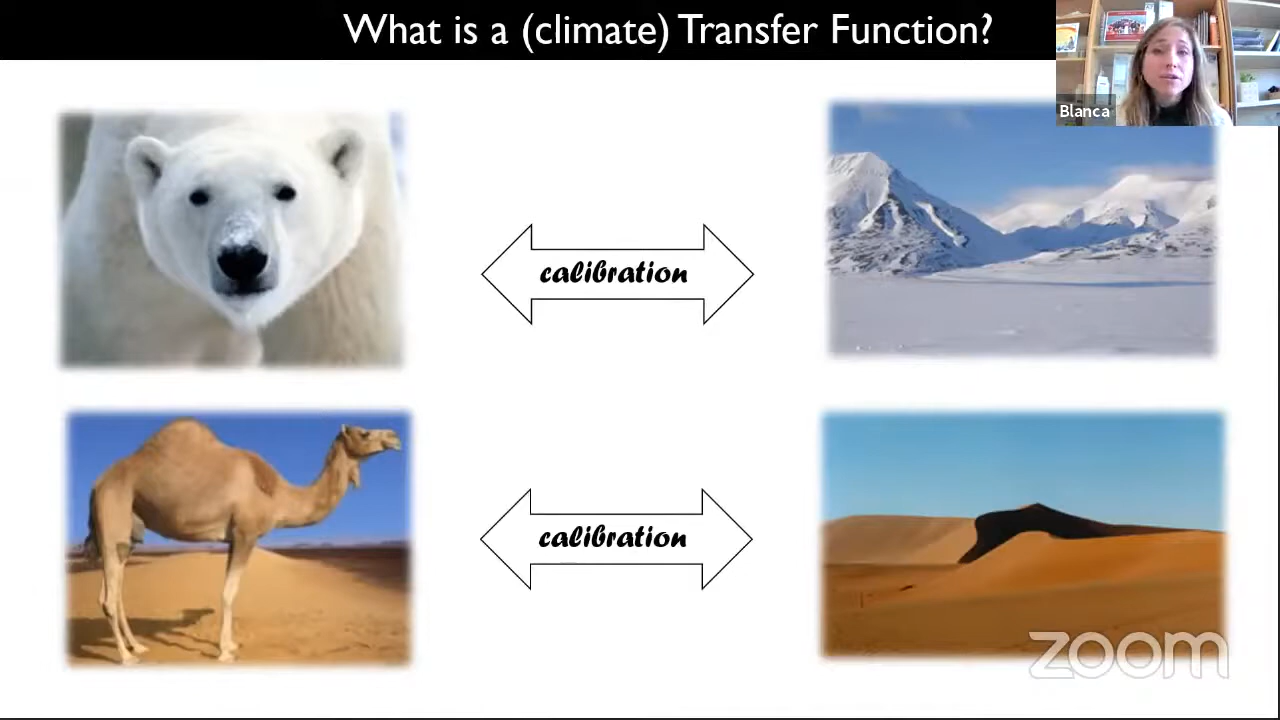 What is a (climate) Transfer Function?
Blanca
calibration
calibration
zoom